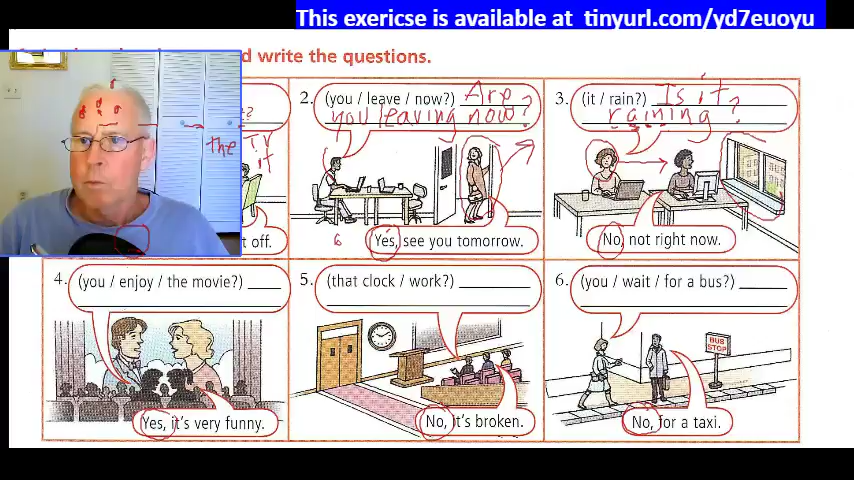 This exericse is available at tinyurl.com/yd7euoyu
d write the questions.
2. (you / leave / now?) Are
you leaving now?
3. (it / rain?) Is it
raining?
the
it
t off.
Yes, see you tomorrow.
No, not right now.
4. (you / enjoy / the movie?)
5. (that clock / work?)
6. (you / wait / for a bus?)
BUS
STOP
Yes, it's very funny.
No, it's broken.
No, for a taxi.